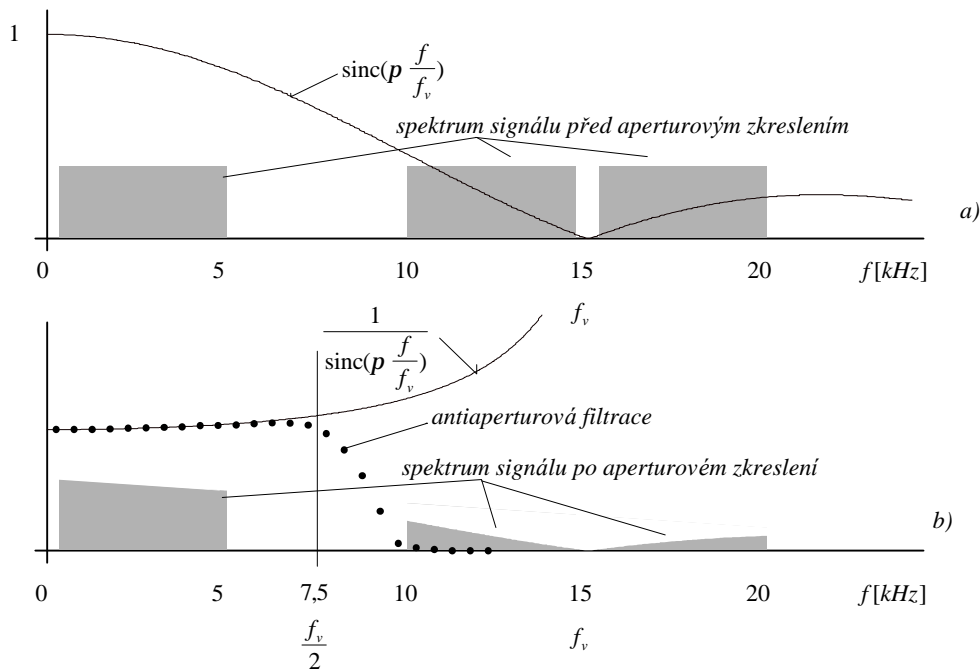 1
sinc(p f/f_v)
spektrum signálu před aperturovým zkreslením
a)
0 5 10 15 20 f [kHz]
f_v
1/sinc(p f/f_v)
antiaperturová filtrace
spektrum signálu po aperturovém zkreslení
b)
0 5 7,5 10 15 20 f [kHz]
f_v/2 f_v